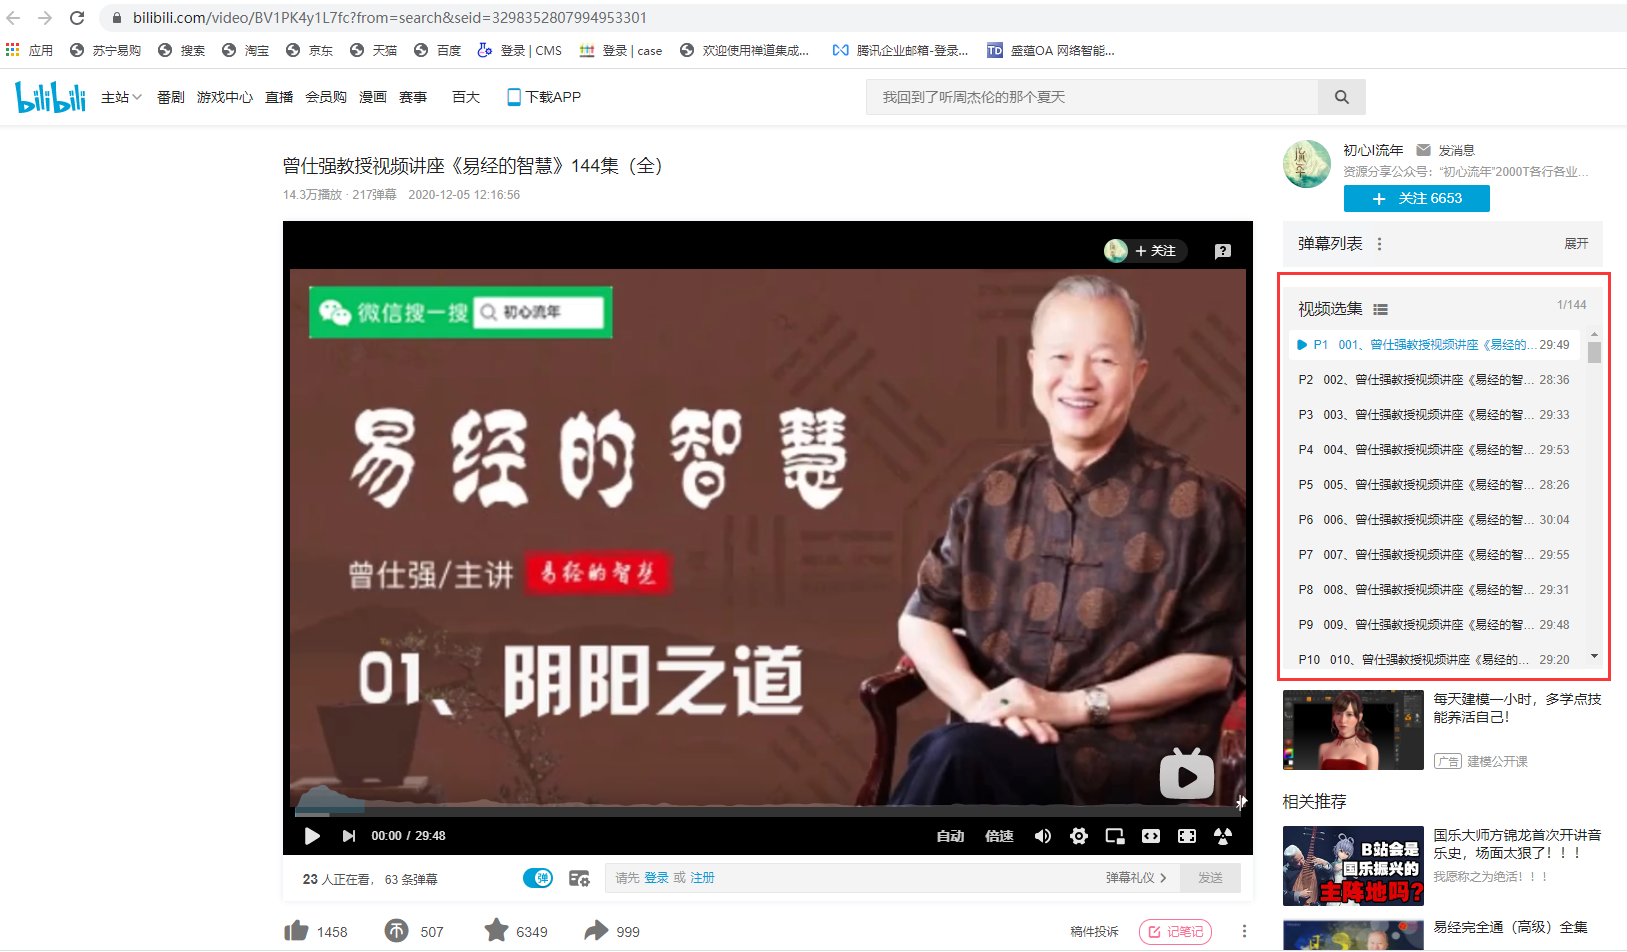 bilibili.com/video/BV1PK4y1L7fc?from=search&seid=3298352807994953301
应用 苏宁易购 搜索 淘宝 京东 天猫 百度 登录 | CMS 登录 | case 欢迎使用禅道集成... 腾讯企业邮箱-登录... TD 盛蕴OA 网络智能...
bilibili 主站 番剧 游戏中心 直播 会员购 漫画 赛事 百大 下载APP 我回到了听周杰伦的那个夏天
曾仕强教授视频讲座《易经的智慧》144集（全）
14.3万播放 · 217弹幕 2020-12-05 12:16:56
初心l流年 发消息
资源分享公众号：“初心流年”2000T各行各业...
+ 关注 6653
弹幕列表 展开
+ 关注
微信搜一搜 初心流年
易经的智慧
曾仕强/主讲 易经的智慧
01、阴阳之道
00:00 / 29:48 自动 倍速
23 人正在看， 63 条弹幕 弹 请先 登录 或 注册 弹幕礼仪 发送
1458 507 6349 999 稿件投诉 记笔记
视频选集 1/144
P1 001、曾仕强教授视频讲座《易经的... 29:49
P2 002、曾仕强教授视频讲座《易经的智... 28:36
P3 003、曾仕强教授视频讲座《易经的智... 29:33
P4 004、曾仕强教授视频讲座《易经的智... 29:53
P5 005、曾仕强教授视频讲座《易经的智... 28:26
P6 006、曾仕强教授视频讲座《易经的智... 30:04
P7 007、曾仕强教授视频讲座《易经的智... 29:55
P8 008、曾仕强教授视频讲座《易经的智... 29:31
P9 009、曾仕强教授视频讲座《易经的智... 29:48
P10 010、曾仕强教授视频讲座《易经的... 29:20
每天建模一小时，多学点技
能养活自己！
广告 建模公开课
相关推荐
B站会是
国乐振兴的
主阵地吗?
国乐大师方锦龙首次开讲音
乐史，场面太狠了！！！
我愿称之为绝活！！！
易经完全通（高级）全集